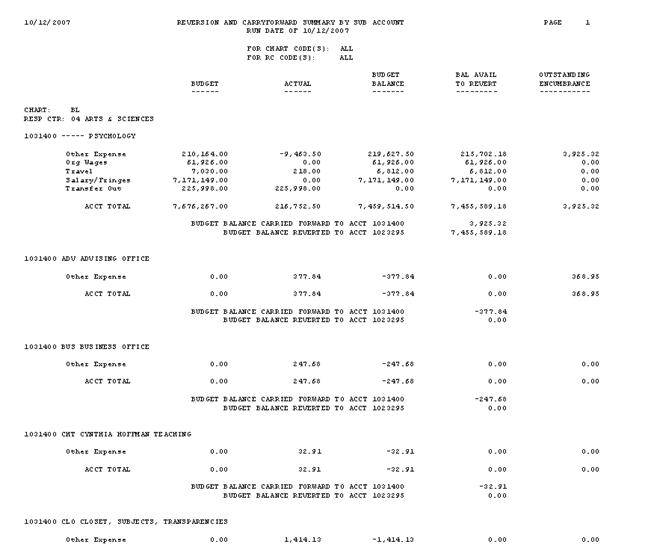 10/12/2007 REVERSION AND CARRYFORWARD SUMMARY BY SUB ACCOUNT PAGE 1
RUN DATE OF 10/12/2007
FOR CHART CODE(S): ALL
FOR RC CODE(S): ALL
BUDGET BAL AVAIL OUTSTANDING
BUDGET ACTUAL BALANCE TO REVERT ENCUMBRANCE
------ ------ ------- --------- -----------
CHART: BL
RESP CTR: 04 ARTS & SCIENCES
1031400 ----- PSYCHOLOGY
Other Expense 210,164.00 -9,463.50 219,627.50 215,702.18 3,925.32
Org Wages 61,926.00 0.00 61,926.00 61,926.00 0.00
Travel 7,030.00 218.00 6,812.00 6,812.00 0.00
Salary/Fringes 7,171,149.00 0.00 7,171,149.00 7,171,149.00 0.00
Transfer Out 225,998.00 225,998.00 0.00 0.00 0.00
ACCT TOTAL 7,676,267.00 216,752.50 7,459,514.50 7,455,589.18 3,925.32
BUDGET BALANCE CARRIED FORWARD TO ACCT 1031400 3,925.32
BUDGET BALANCE REVERTED TO ACCT 1023295 7,455,589.18
1031400 ADV ADVISING OFFICE
Other Expense 0.00 377.84 -377.84 0.00 368.95
ACCT TOTAL 0.00 377.84 -377.84 0.00 368.95
BUDGET BALANCE CARRIED FORWARD TO ACCT 1031400 -377.84
BUDGET BALANCE REVERTED TO ACCT 1023295 0.00
1031400 BUS BUSINESS OFFICE
Other Expense 0.00 247.68 -247.68 0.00 0.00
ACCT TOTAL 0.00 247.68 -247.68 0.00 0.00
BUDGET BALANCE CARRIED FORWARD TO ACCT 1031400 -247.68
BUDGET BALANCE REVERTED TO ACCT 1023295 0.00
1031400 CHT CYNTHIA HOFFMAN TEACHING
Other Expense 0.00 32.91 -32.91 0.00 0.00
ACCT TOTAL 0.00 32.91 -32.91 0.00 0.00
BUDGET BALANCE CARRIED FORWARD TO ACCT 1031400 -32.91
BUDGET BALANCE REVERTED TO ACCT 1023295 0.00
1031400 CLO CLOSET, SUBJECTS, TRANSPARENCIES
Other Expense 0.00 1,414.13 -1,414.13 0.00 0.00